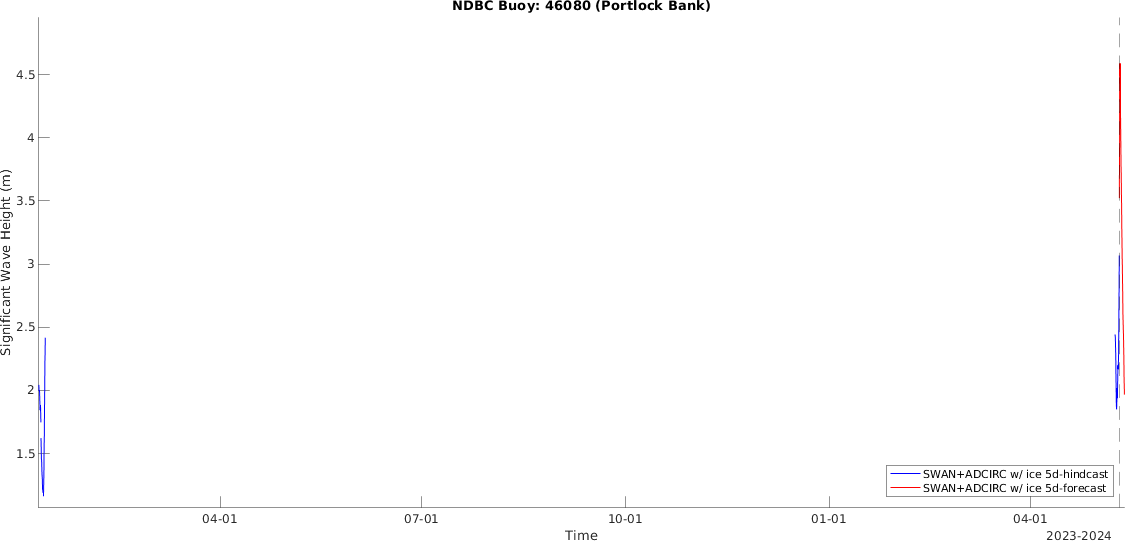 NDBC Buoy: 46080 (Portlock Bank)
Significant Wave Height (m)
4.5
4
3.5
3
2.5
2
1.5
SWAN+ADCIRC w/ ice 5d-hindcast
SWAN+ADCIRC w/ ice 5d-forecast
04-01
07-01
10-01
01-01
04-01
Time
2023-2024